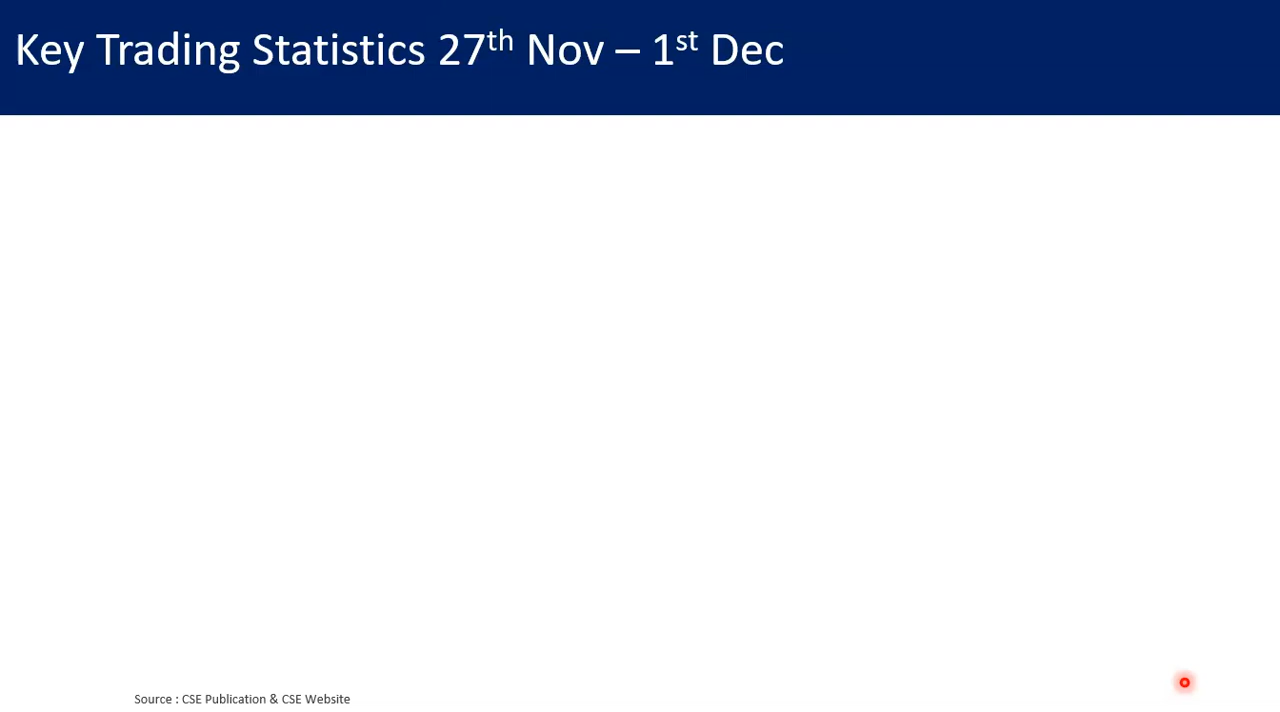 Key Trading Statistics 27th Nov – 1st Dec
Source : CSE Publication & CSE Website